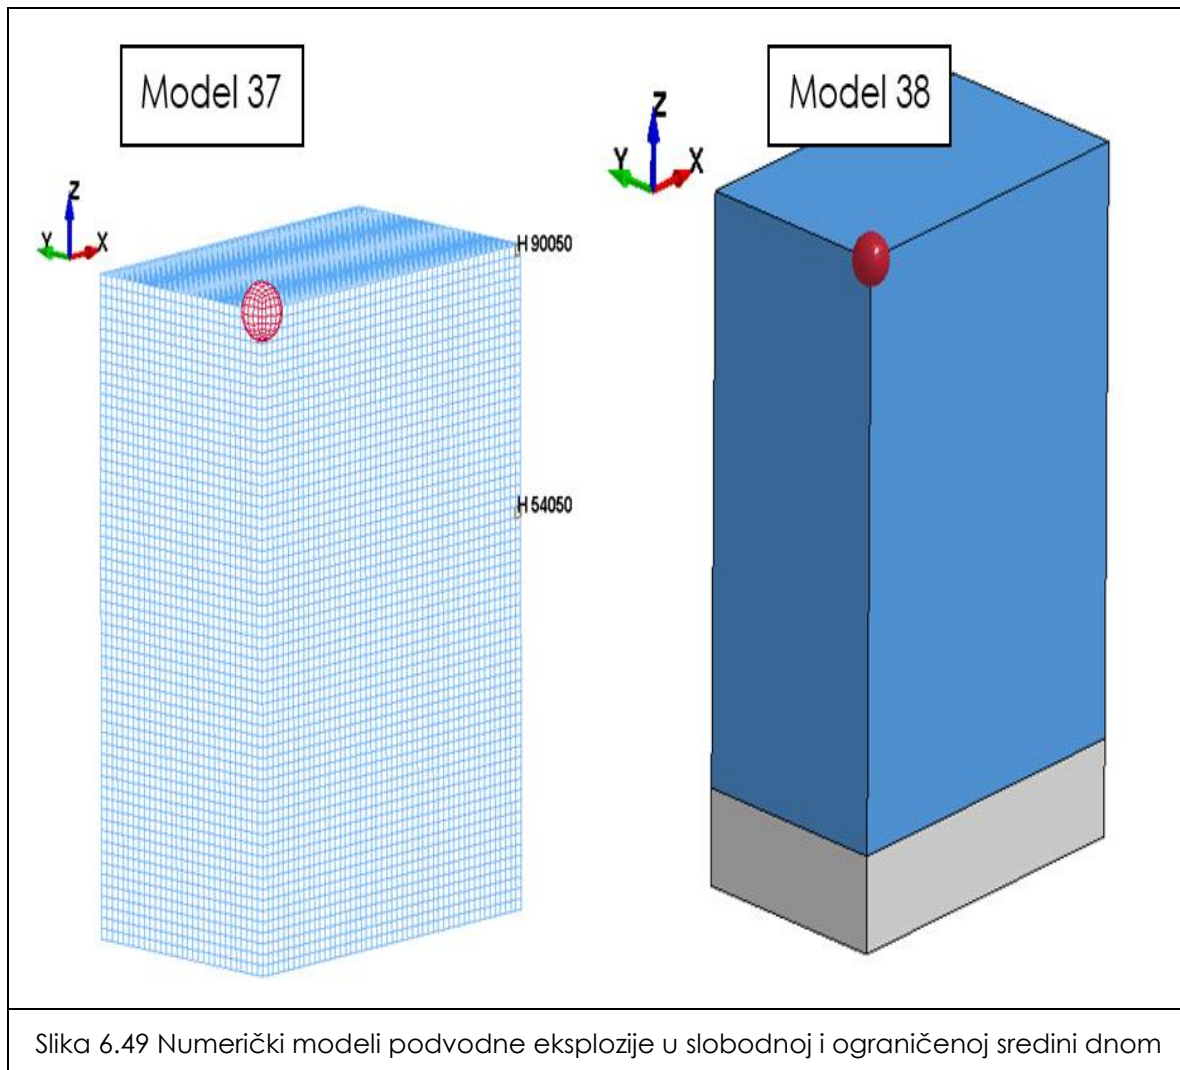 Model 37
Model 38
Z
Y
X
Z
Y
X
H 90050
H 54050
Slika 6.49 Numerički modeli podvodne eksplozije u slobodnoj i ograničenoj sredini dnom